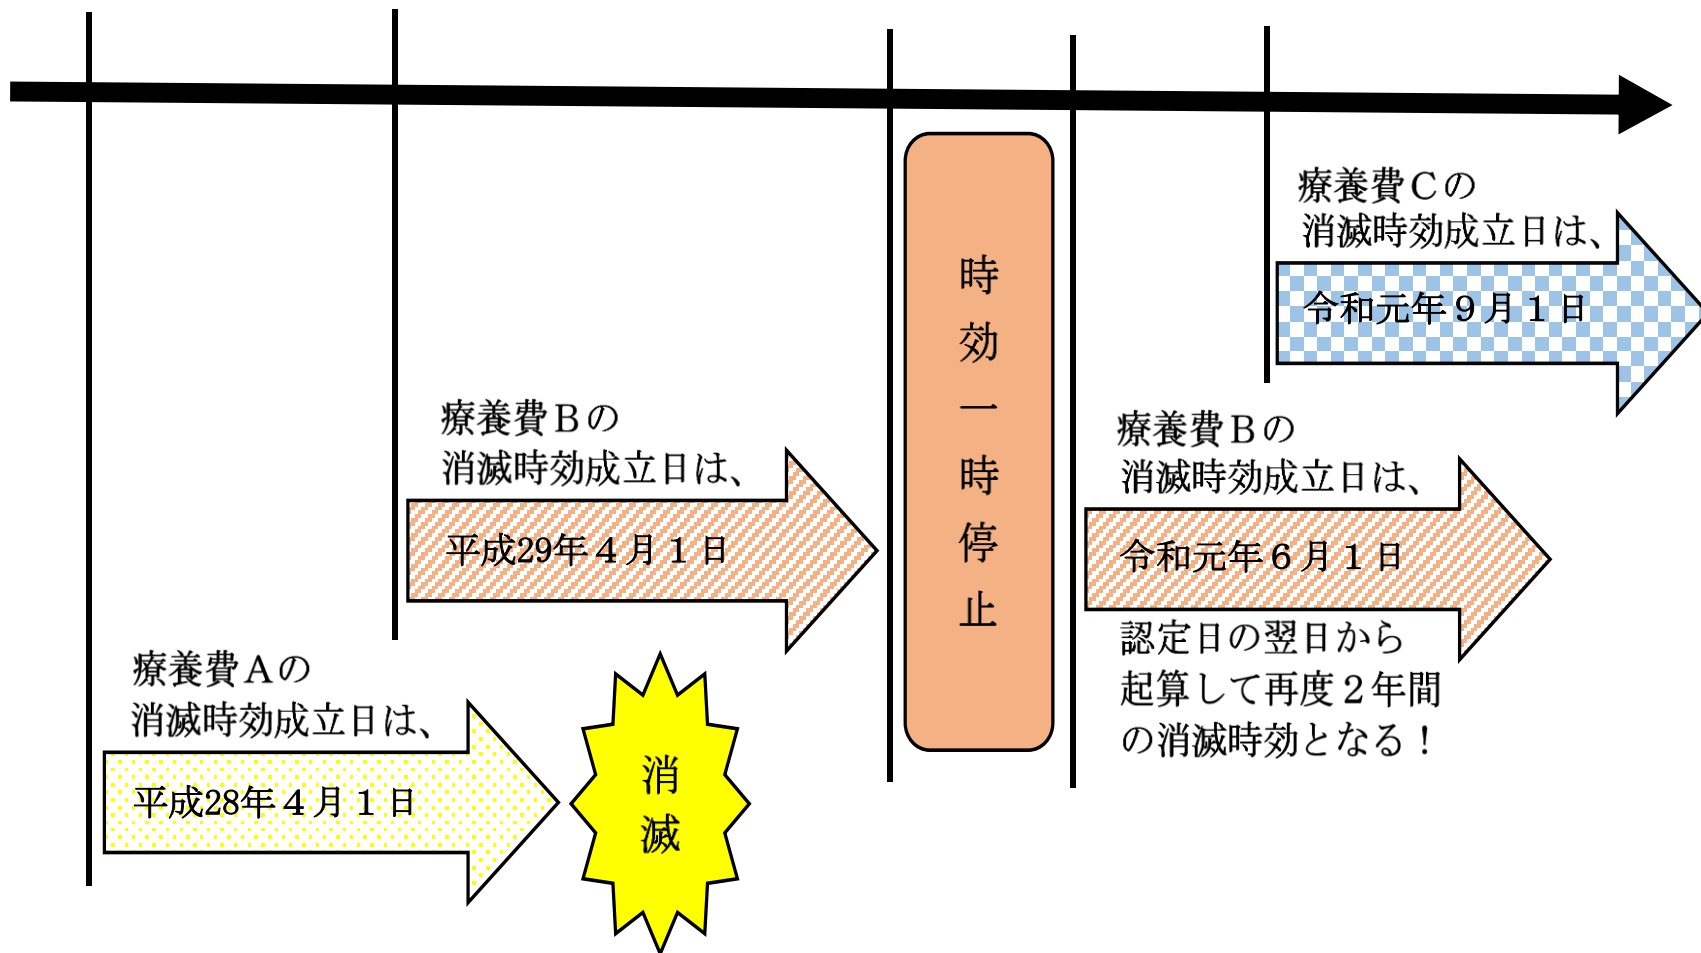 療養費Ａの
消滅時効成立日は、
平成28年４月１日
消滅
療養費Ｂの
消滅時効成立日は、
平成29年４月１日
時効一時停止
療養費Ｃの
消滅時効成立日は、
令和元年９月１日
療養費Ｂの
消滅時効成立日は、
令和元年６月１日
認定日の翌日から
起算して再度２年間
の消滅時効となる！